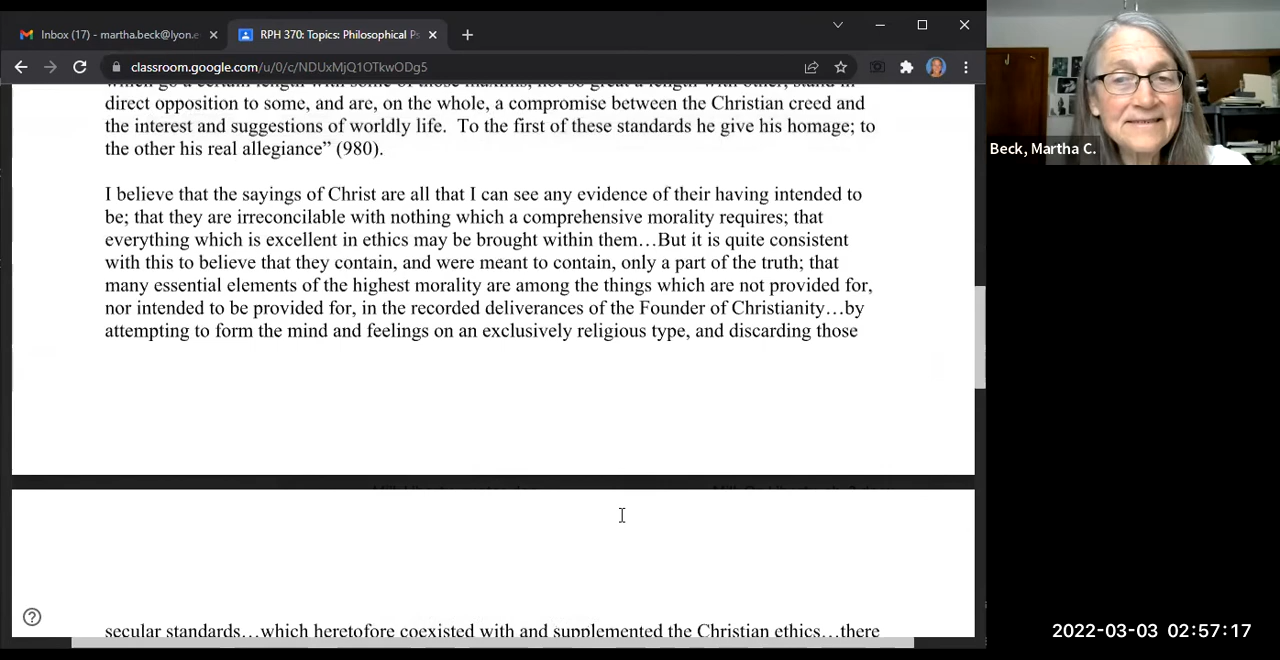 Inbox (17) - martha.beck@lyon.e
RPH 370: Topics: Philosophical Ps
classroom.google.com/u/0/c/NDUxMjQ1OTkwODg5
direct opposition to some, and are, on the whole, a compromise between the Christian creed and
the interest and suggestions of worldly life.  To the first of these standards he give his homage; to
the other his real allegiance” (980).
I believe that the sayings of Christ are all that I can see any evidence of their having intended to
be; that they are irreconcilable with nothing which a comprehensive morality requires; that
everything which is excellent in ethics may be brought within them…But it is quite consistent
with this to believe that they contain, and were meant to contain, only a part of the truth; that
many essential elements of the highest morality are among the things which are not provided for,
nor intended to be provided for, in the recorded deliverances of the Founder of Christianity…by
attempting to form the mind and feelings on an exclusively religious type, and discarding those
secular standards…which heretofore coexisted with and supplemented the Christian ethics…there
Beck, Martha C.
2022-03-03 02:57:17